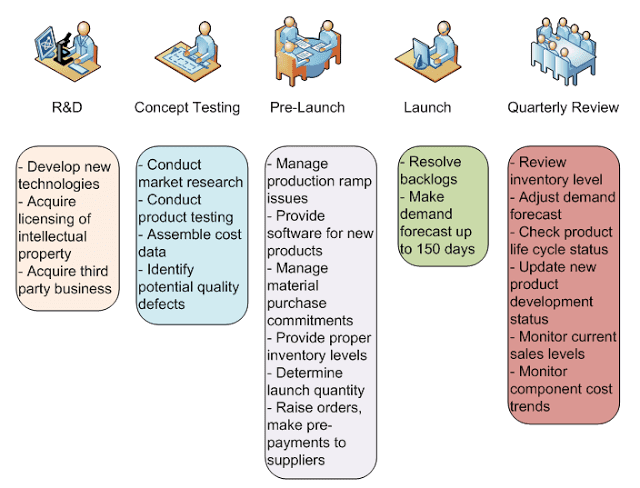 R&D
Concept Testing
Pre-Launch
Launch
Quarterly Review
- Develop new
technologies
- Acquire
licensing of
intellectual
property
- Acquire third
party business
- Conduct
market research
- Conduct
product testing
- Assemble cost
data
- Identify
potential quality
defects
- Manage
production ramp
issues
- Provide
software for new
products
- Manage
material
purchase
commitments
- Provide proper
inventory levels
- Determine
launch quantity
- Raise orders,
make pre-
payments to
suppliers
- Resolve
backlogs
- Make
demand
forecast up
to 150 days
- Review
inventory level
- Adjust demand
forecast
- Check product
life cycle status
- Update new
product
development
status
- Monitor current
sales levels
- Monitor
component cost
trends